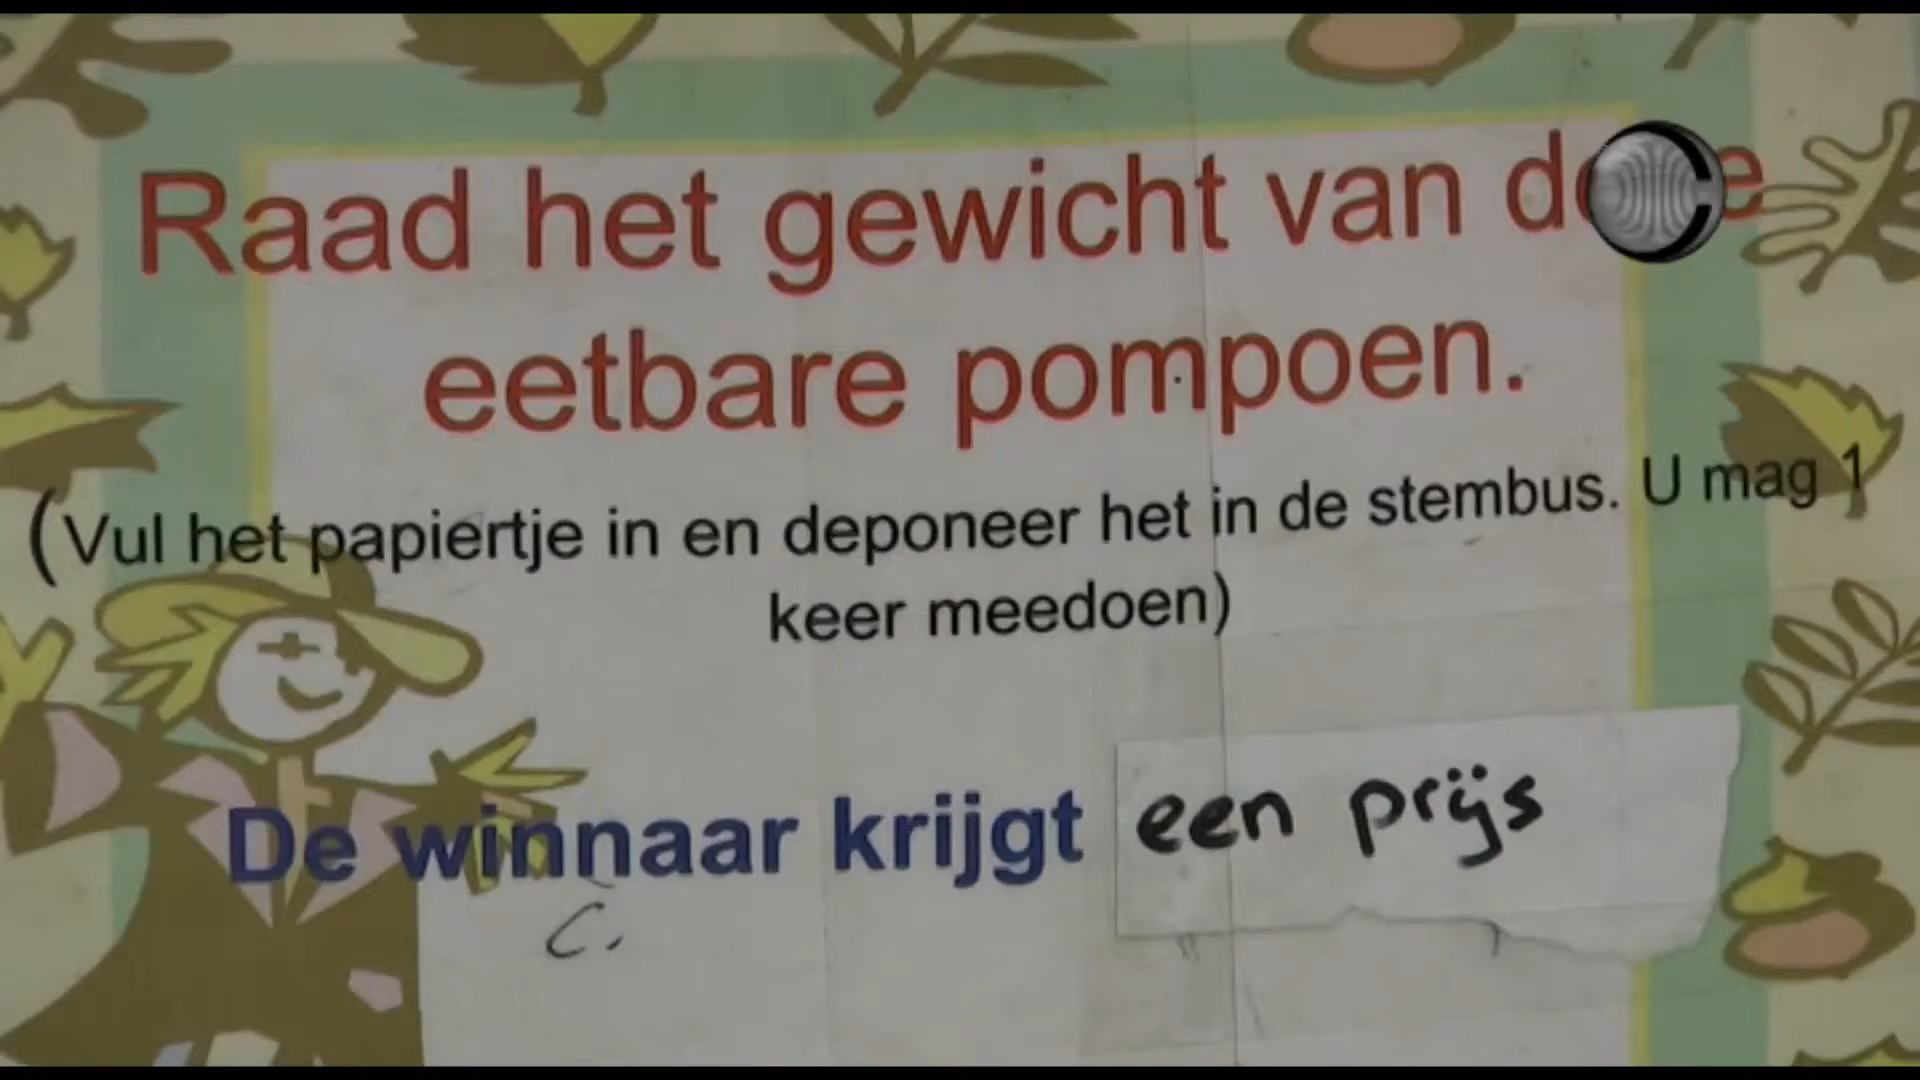 Raad het gewicht van de
eetbare pompoen.
(Vul het papiertje in en deponeer het in de stembus. U mag 1
keer meedoen)
De winnaar krijgt een prijs
C.